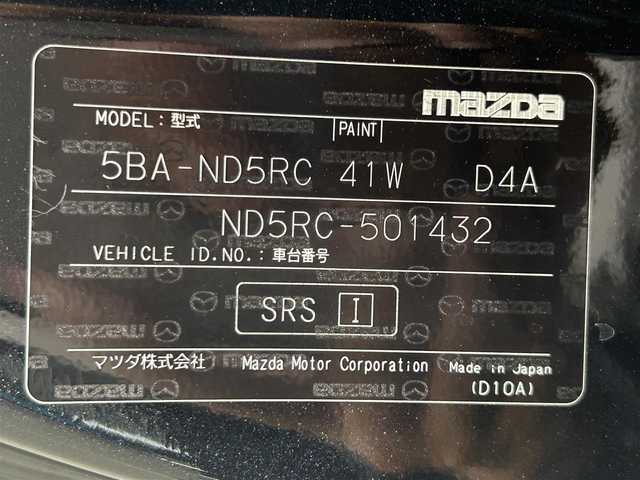 mazda
MODEL：型式 PAINT
5BA-ND5RC 41W D4A
ND5RC-501432
VEHICLE ID.NO.：車台番号
SRS I
マツダ株式会社 Mazda Motor Corporation Made in Japan
(D10A)